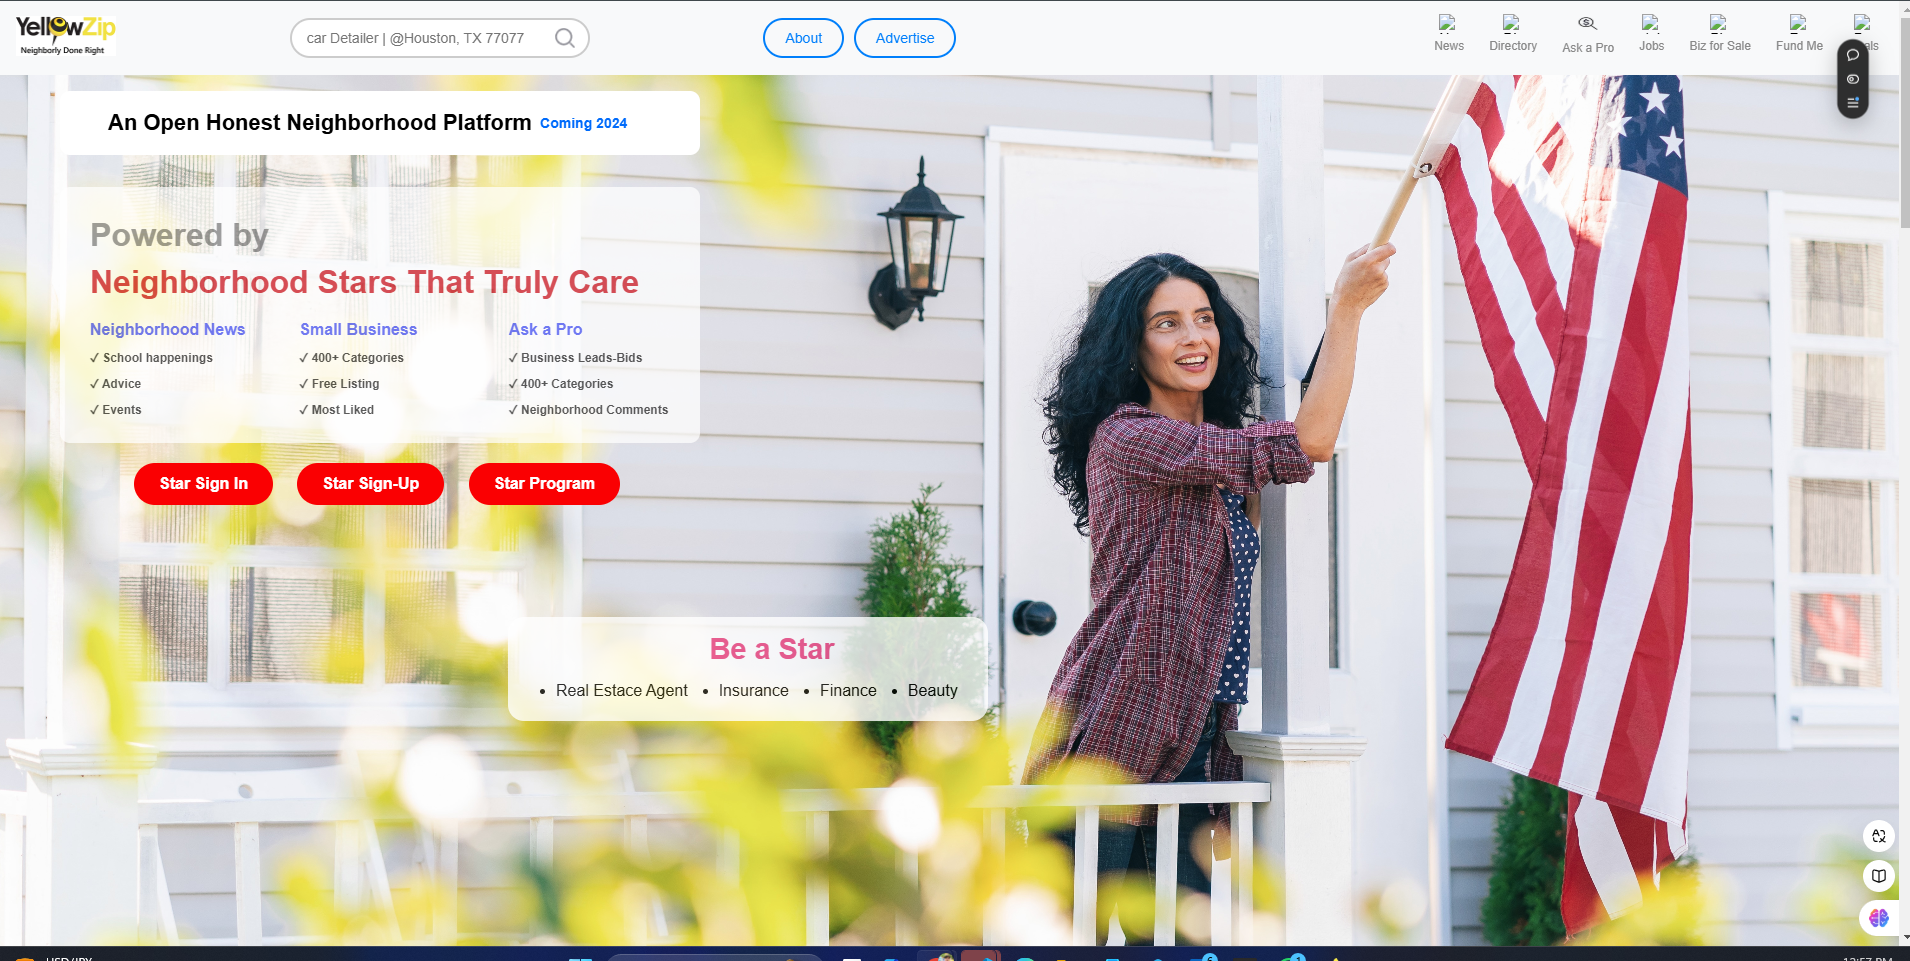 YellowZip
Neighborly Done Right
car Detailer | @Houston, TX 77077
About
Advertise
News
Directory
Ask a Pro
Jobs
Biz for Sale
Fund Me
An Open Honest Neighborhood Platform Coming 2024
Powered by
Neighborhood Stars That Truly Care
Neighborhood News
✓ School happenings
✓ Advice
✓ Events
Small Business
✓ 400+ Categories
✓ Free Listing
✓ Most Liked
Ask a Pro
✓ Business Leads-Bids
✓ 400+ Categories
✓ Neighborhood Comments
Star Sign In
Star Sign-Up
Star Program
Be a Star
• Real Estace Agent • Insurance • Finance • Beauty